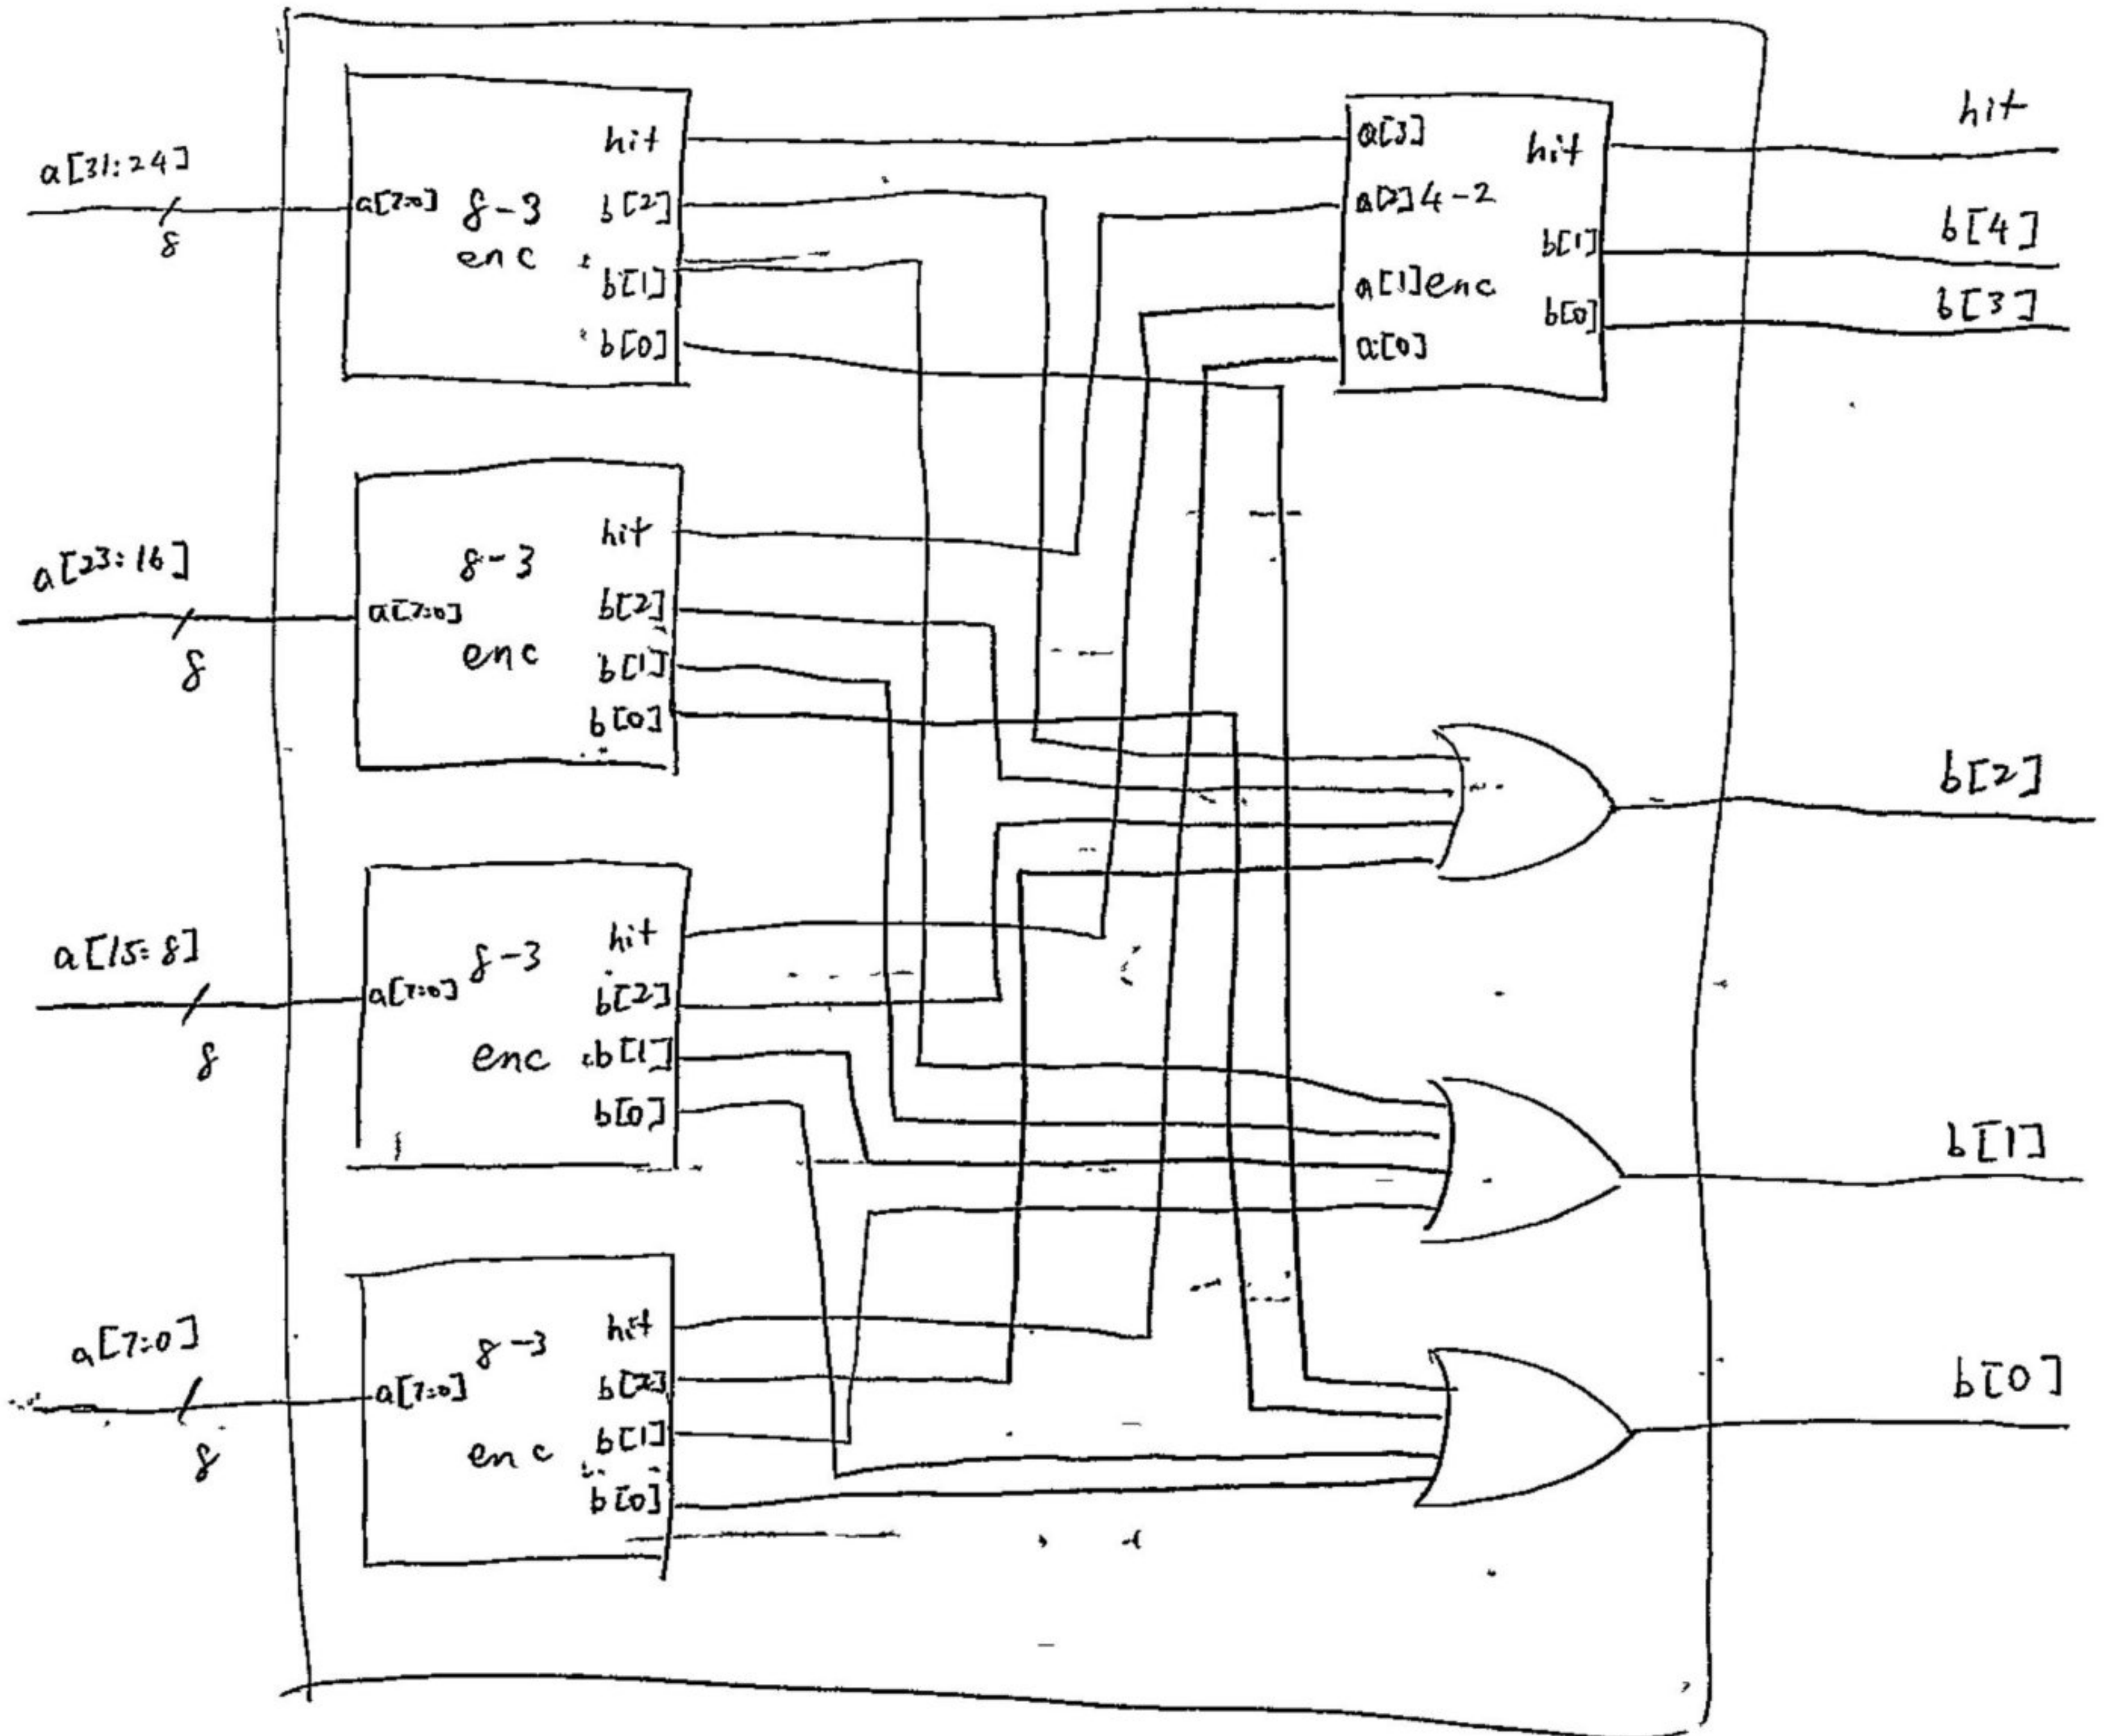 a[31:24]
8
a[7:0]
8-3
enc
hit
b[2]
b[1]
b[0]
a[3]
a[2]
a[1]
a[0]
4-2
enc
hit
b[1]
b[0]
hit
b[4]
b[3]
a[23:16]
8
a[7:0]
8-3
enc
hit
b[2]
b[1]
b[0]
b[2]
a[15:8]
8
a[7:0]
8-3
enc
hit
b[2]
b[1]
b[0]
b[1]
a[7:0]
8
a[7:0]
8-3
enc
hit
b[2]
b[1]
b[0]
b[0]